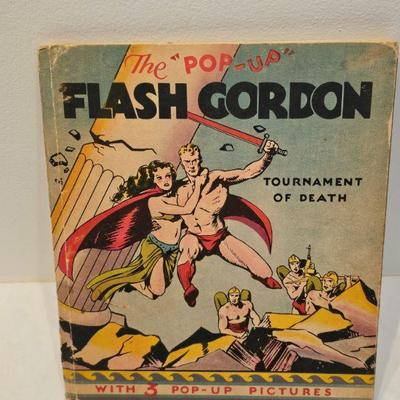 The "POP-UP"
FLASH GORDON
TOURNAMENT
OF DEATH
WITH 3 POP-UP PICTURES